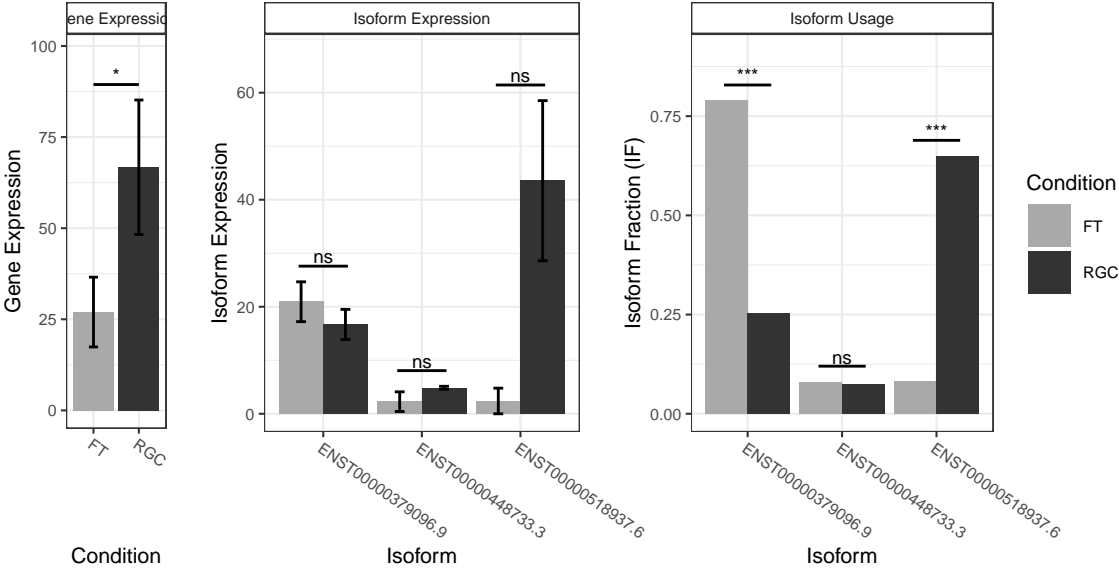 ene Expressio
Gene Expression
100
75
50
25
0
*
FT
RGC
Condition
Isoform Expression
Isoform Expression
60
40
20
0
ns
ns
ns
ENST00000379096.9
ENST00000448733.3
ENST00000518937.6
Isoform
Isoform Usage
Isoform Fraction (IF)
0.75
0.50
0.25
0.00
***
ns
***
ENST00000379096.9
ENST00000448733.3
ENST00000518937.6
Isoform
Condition
FT
RGC